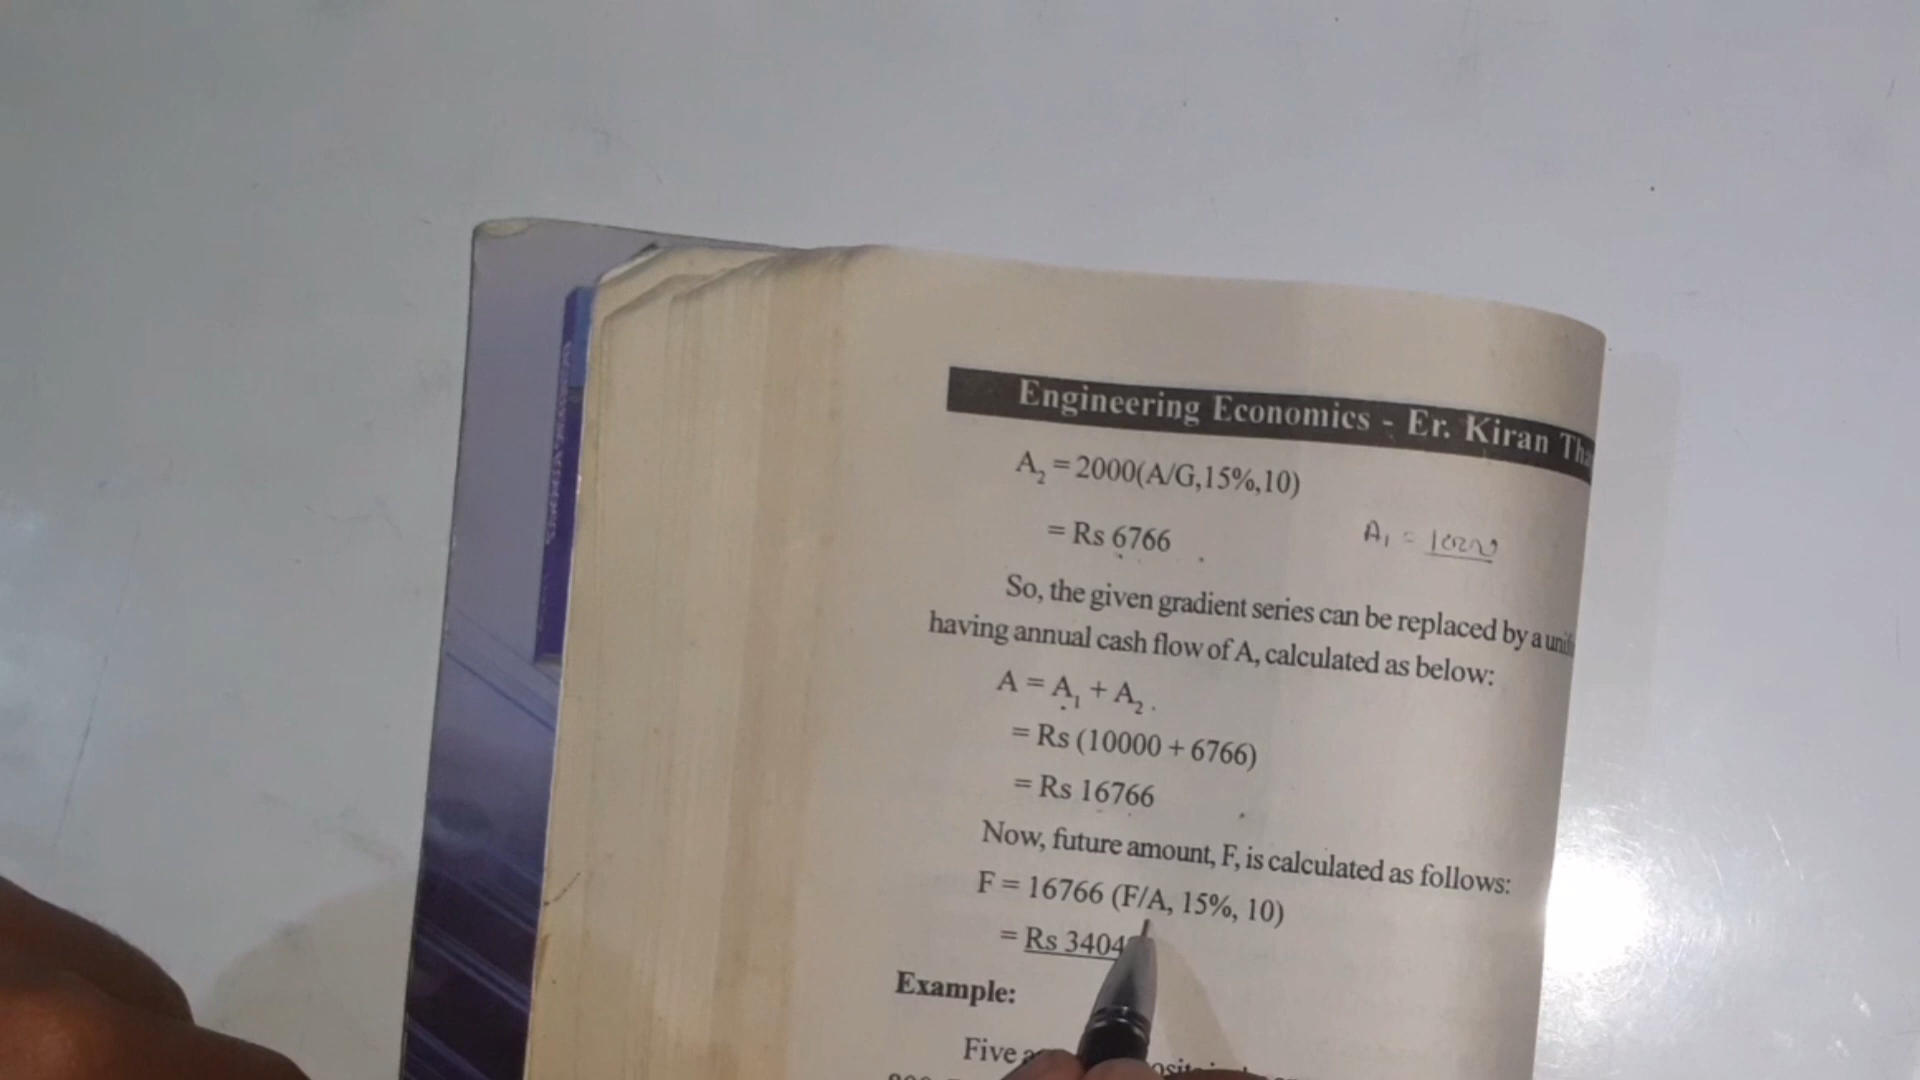 Engineering Economics - Er. Kiran
A₂ = 2000(A/G,15%,10)
= Rs 6766
A₁ =
So, the given gradient series can be replaced by a
having annual cash flow of A, calculated as below:
A = A₁ + A₂
= Rs (10000 + 6766)
= Rs 16766
Now, future amount, F, is calculated as follows:
F = 16766 (F/A, 15%, 10)
= Rs 3404
Example:
Five